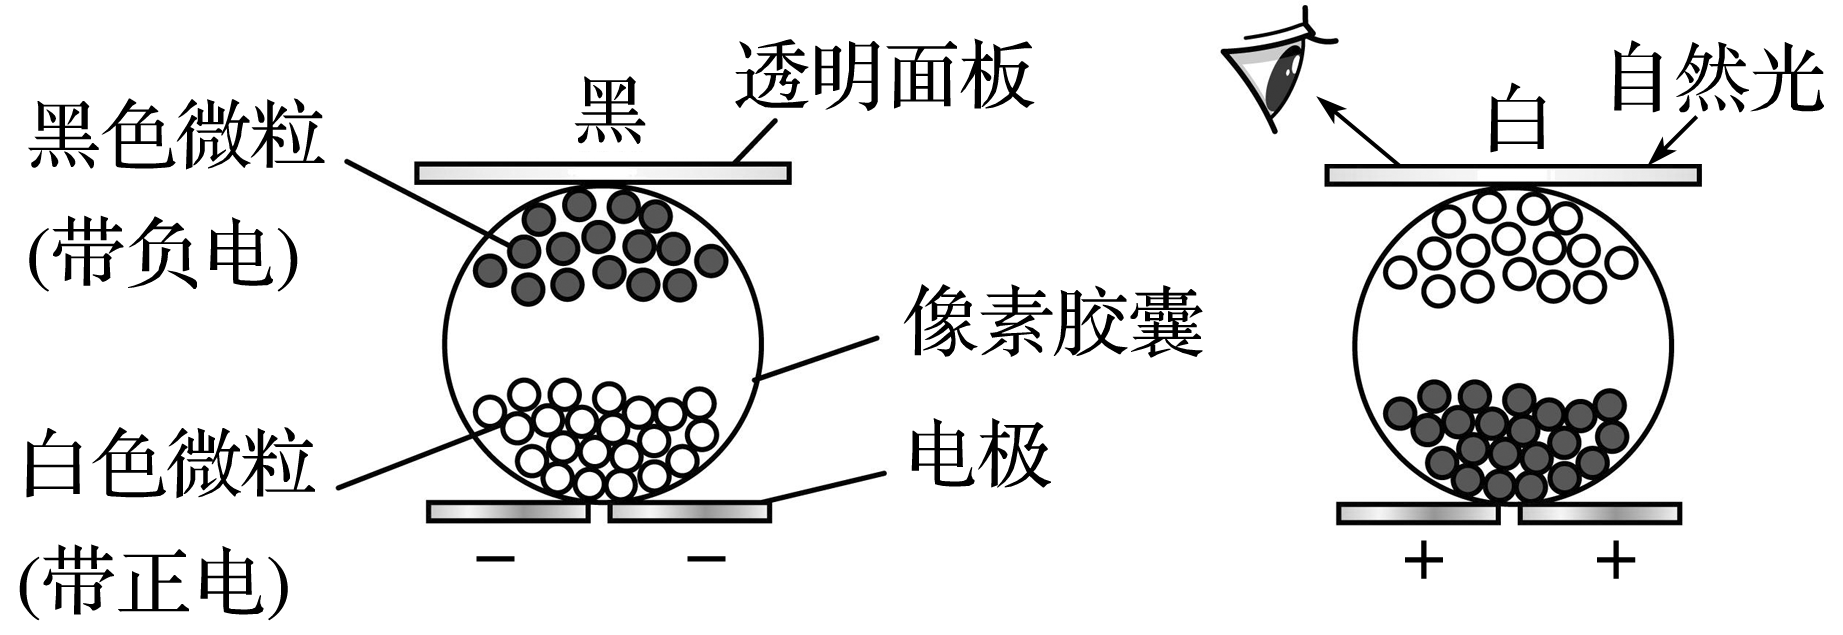 黑
透明面板
黑色微粒
(带负电)
像素胶囊
白色微粒
(带正电)
电极
− −
白
自然光
+ +